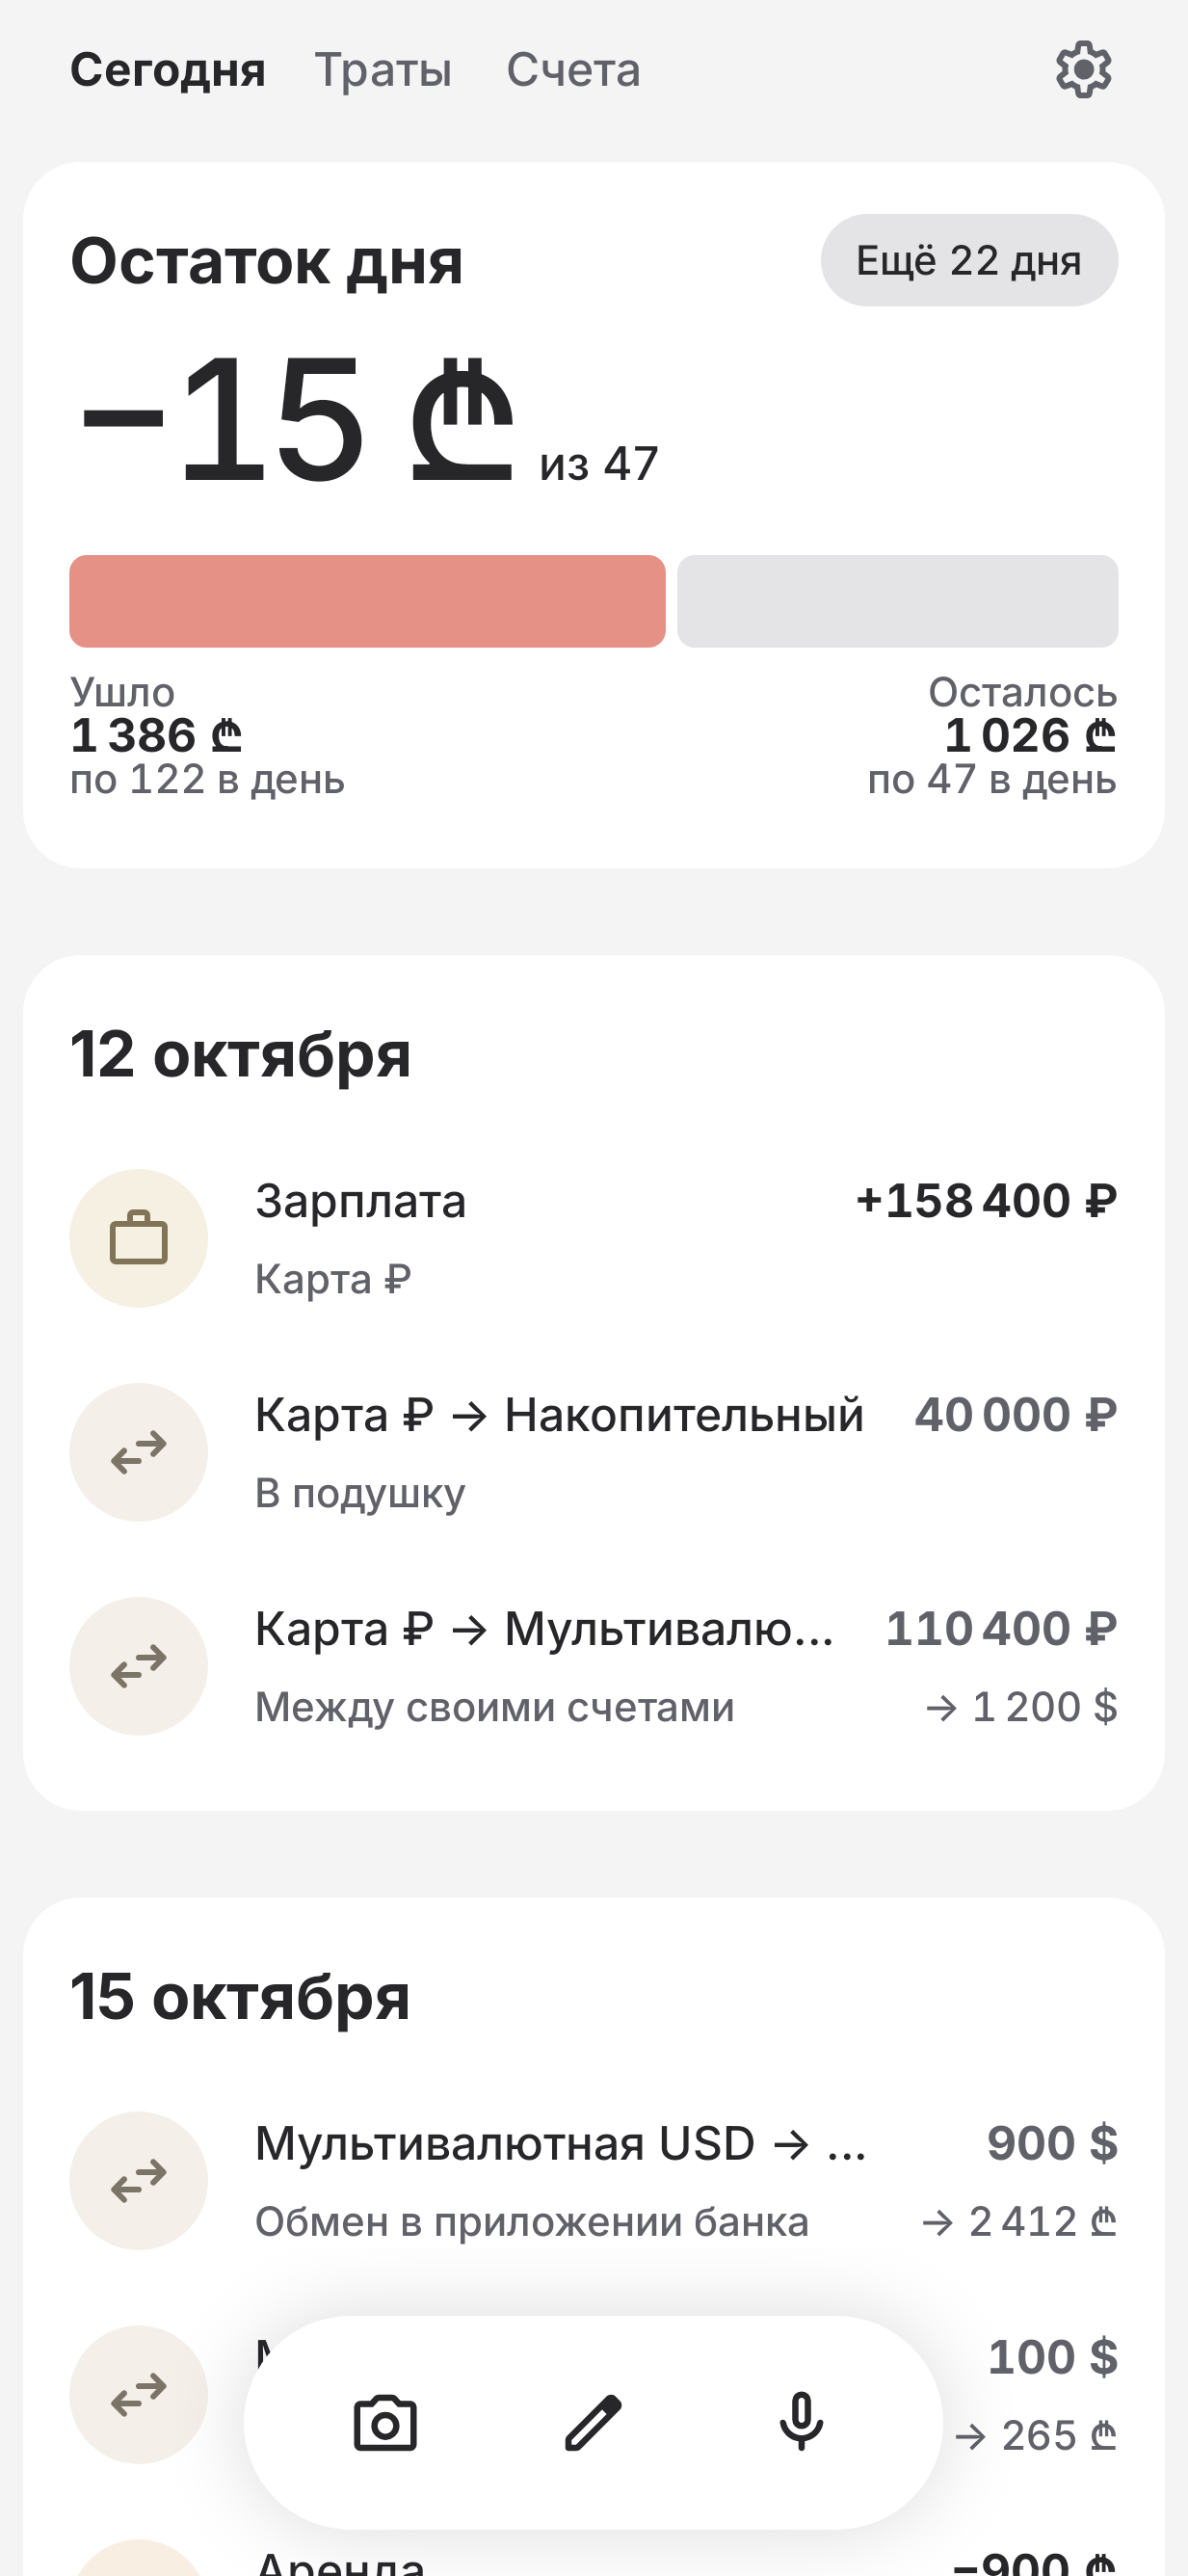 Сегодня Траты Счета
Остаток дня
Ещё 22 дня
−15 ₾ из 47
Ушло
Осталось
1 386 ₾
1 026 ₾
по 122 в день
по 47 в день
12 октября
Зарплата +158 400 ₽
Карта ₽
Карта ₽ → Накопительный 40 000 ₽
В подушку
Карта ₽ → Мультивалю... 110 400 ₽
Между своими счетами → 1 200 $
15 октября
Мультивалютная USD → ... 900 $
Обмен в приложении банка → 2 412 ₾
100 $
→ 265 ₾
Аренда −900 ₾